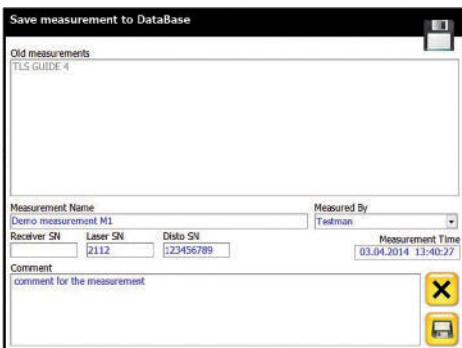 Save measurement to DataBase
Old measurements
TLS GUIDE 4
Measurement Name
Measured By
Demo measurement M1
Testman
Receiver SN
Laser SN
Disto SN
Measurement Time
2112
123456789
03.04.2014 13:40:27
Comment
comment for the measurement